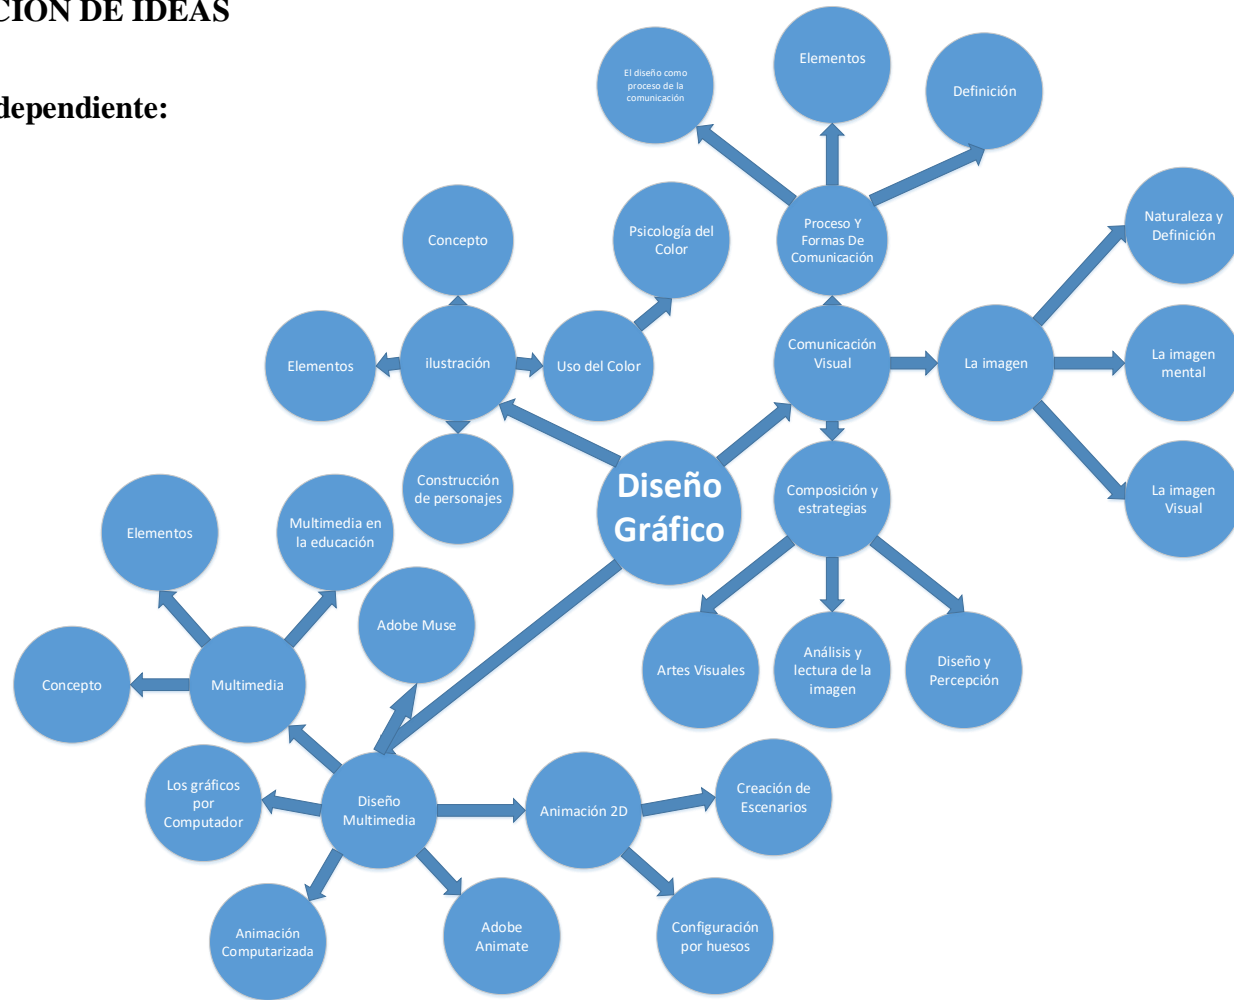 CIÓN DE IDEAS
dependiente:
El diseño como
proceso de la
comunicación
Elementos
Definición
Concepto
Psicología del
Color
Proceso Y
Formas De
Comunicación
Naturaleza y
Definición
Elementos
ilustración
Uso del Color
Comunicación
Visual
La imagen
La imagen
mental
Construcción
de personajes
Diseño
Gráfico
Composición y
estrategias
La imagen
Visual
Elementos
Multimedia en
la educación
Adobe Muse
Artes Visuales
Análisis y
lectura de la
imagen
Diseño y
Percepción
Concepto
Multimedia
Los gráficos
por
Computador
Diseño
Multimedia
Animación 2D
Creación de
Escenarios
Animación
Computarizada
Adobe
Animate
Configuración
por huesos